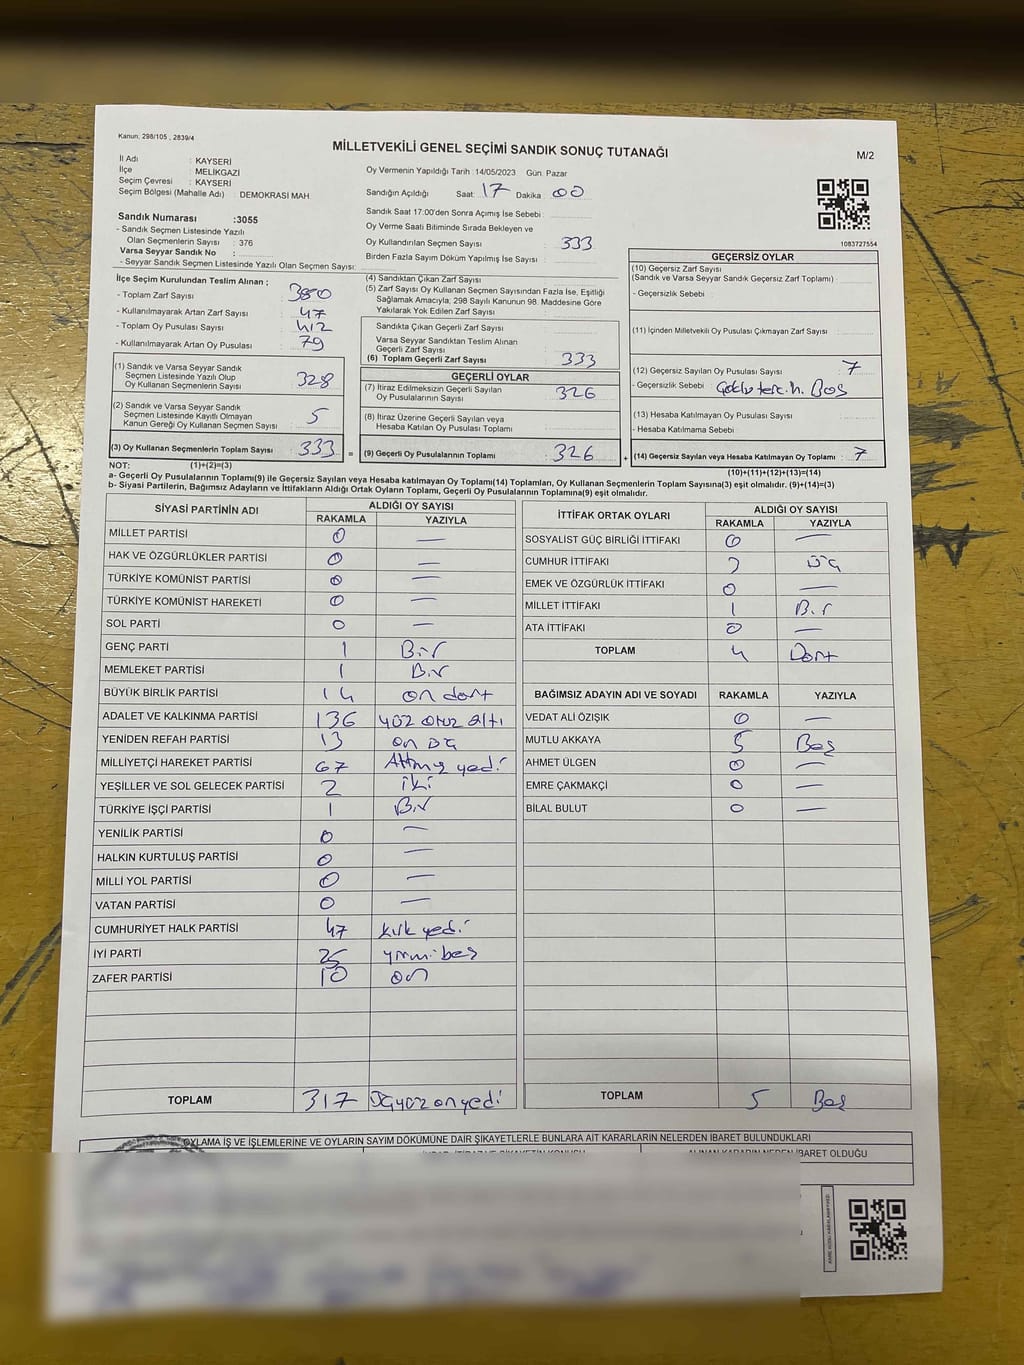 Kanun, 298/105 , 2839/4
MİLLETVEKİLİ GENEL SEÇİMİ SANDIK SONUÇ TUTANAĞI
M/2
İl Adı : KAYSERİ
İlçe : MELİKGAZİ
Seçim Çevresi : KAYSERİ
Seçim Bölgesi (Mahalle Adı) : DEMOKRASI MAH
Oy Vermenin Yapıldığı Tarih :14/05/2023 Gün: Pazar
Sandığın Açıldığı Saat: 17 Dakika 00
Sandık Saat 17:00'den Sonra Açımış İse Sebebi :
Oy Verme Saati Bitiminde Sırada Bekleyen ve
Oy Kullandırılan Seçmen Sayısı : 333
Birden Fazla Sayım Döküm Yapılmış İse Sayısı :
1083727554
Sandık Numarası :3055
- Sandık Seçmen Listesinde Yazılı
Olan Seçmenlerin Sayısı : 376
Varsa Seyyar Sandık No :
- Seyyar Sandık Seçmen Listesinde Yazılı Olan Seçmen Sayısı:
İlçe Seçim Kurulundan Teslim Alınan ;
- Toplam Zarf Sayısı : 380
- Kullanılmayarak Artan Zarf Sayısı : 47
- Toplam Oy Pusulası Sayısı : 412
- Kullanılmayarak Artan Oy Pusulası : 79
(1) Sandık ve Varsa Seyyar Sandık
Seçmen Listesinde Yazılı Olup
Oy Kullanan Seçmenlerin Sayısı : 328
(2) Sandık ve Varsa Seyyar Sandık
Seçmen Listesinde Kayıtlı Olmayan
Kanun Gereği Oy Kullanan Seçmen Sayısı : 5
(3) Oy Kullanan Seçmenlerin Toplam Sayısı : 333 =
(4) Sandıktan Çıkan Zarf Sayısı :
(5) Zarf Sayısı Oy Kullanan Seçmen Sayısından Fazla İse, Eşitliği
Sağlamak Amacıyla; 298 Sayılı Kanunun 98. Maddesine Göre
Yakılarak Yok Edilen Zarf Sayısı :
Sandıkta Çıkan Geçerli Zarf Sayısı :
Varsa Seyyar Sandıktan Teslim Alınan
Geçerli Zarf Sayısı :
(6) Toplam Geçerli Zarf Sayısı : 333
GEÇERLİ OYLAR
(7) İtiraz Edilmeksizin Geçerli Sayılan
Oy Pusulalarının Sayısı : 326
(8) İtiraz Üzerine Geçerli Sayılan veya
Hesaba Katılan Oy Pusulası Toplamı :
(9) Geçerli Oy Pusulalarının Toplamı : 326 +
GEÇERSİZ OYLAR
(10) Geçersiz Zarf Sayısı
(Sandık ve Varsa Seyyar Sandık Geçersiz Zarf Toplamı) :
- Geçersizlik Sebebi :
(11) İçinden Milletvekili Oy Pusulası Çıkmayan Zarf Sayısı :
(12) Geçersiz Sayılan Oy Pusulası Sayısı : 7
- Geçersizlik Sebebi : Boş
(13) Hesaba Katılmayan Oy Pusulası Sayısı :
- Hesaba Katılmama Sebebi :
(14) Geçersiz Sayılan veya Hesaba Katılmayan Oy Toplamı : 7
NOT: (1)+(2)=(3)
(10)+(11)+(12)+(13)=(14)
a- Geçerli Oy Pusulalarının Toplamı(9) ile Geçersiz Sayılan veya Hesaba katılmayan Oy Toplamı(14) Toplamları, Oy Kullanan Seçmenlerin Toplam Sayısına(3) eşit olmalıdır. (9)+(14)=(3)
b- Siyasi Partilerin, Bağımsız Adayların ve İttifakların Aldığı Ortak Oyların Toplamı, Geçerli Oy Pusulalarının Toplamına(9) eşit olmalıdır.
SİYASİ PARTİNİN ADI ALDIĞI OY SAYISI
RAKAMLA YAZIYLA
MİLLET PARTİSİ 0 —
HAK VE ÖZGÜRLÜKLER PARTİSİ 0 —
TÜRKİYE KOMÜNİST PARTİSİ 0 —
TÜRKİYE KOMÜNİST HAREKETİ 0 —
SOL PARTİ 0 —
GENÇ PARTİ 1 Bir
MEMLEKET PARTİSİ 1 Bir
BÜYÜK BİRLİK PARTİSİ 14 on dört
ADALET VE KALKINMA PARTİSİ 136 yüz otuz altı
YENİDEN REFAH PARTİSİ 13 on üç
MİLLİYETÇİ HAREKET PARTİSİ 67 Altmış yedi
YEŞİLLER VE SOL GELECEK PARTİSİ 2 iki
TÜRKİYE İŞÇİ PARTİSİ 1 Bir
YENİLİK PARTİSİ 0 —
HALKIN KURTULUŞ PARTİSİ 0 —
MİLLİ YOL PARTİSİ 0 —
VATAN PARTİSİ 0 —
CUMHURİYET HALK PARTİSİ 47 kırk yedi
İYİ PARTİ 25 yirmi beş
ZAFER PARTİSİ 10 on
TOPLAM 317 Üçyüz onyedi
İTTİFAK ORTAK OYLARI ALDIĞI OY SAYISI
RAKAMLA YAZIYLA
SOSYALİST GÜÇ BİRLİĞİ İTTİFAKI 0 —
CUMHUR İTTİFAKI 3 üç
EMEK VE ÖZGÜRLÜK İTTİFAKI 0 —
MİLLET İTTİFAKI 1 Bir
ATA İTTİFAKI 0 —
TOPLAM 4 Dört
BAĞIMSIZ ADAYIN ADI VE SOYADI RAKAMLA YAZIYLA
VEDAT ALİ ÖZIŞIK 0 —
MUTLU AKKAYA 5 Beş
AHMET ÜLGEN 0 —
EMRE ÇAKMAKÇİ 0 —
BİLAL BULUT 0 —
TOPLAM 5 Beş
OYLAMA İŞ VE İŞLEMLERİNE VE OYLARIN SAYIM DÖKÜMÜNE DAİR ŞİKAYETLERLE BUNLARA AİT KARARLARIN NELERDEN İBARET BULUNDUKLARI
ALINAN KARARIN NEDEN İBARET OLDUĞU